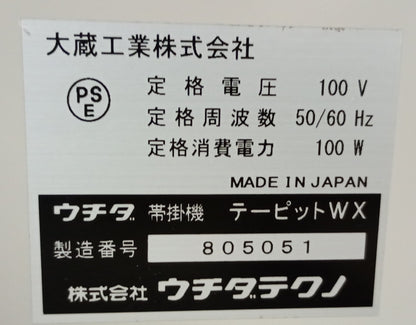 大蔵工業株式会社
PS
E
定格電圧 100 V
定格周波数 50/60 Hz
定格消費電力 100 W
MADE IN JAPAN
ウチダ 帯掛機 テーピットWX
製造番号 805051
株式会社 ウチダテクノ